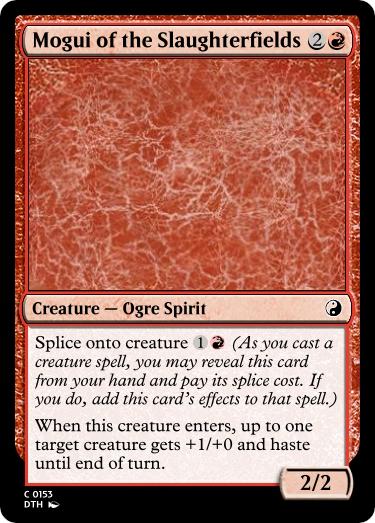 Mogui of the Slaughterfields 2
Creature — Ogre Spirit
Splice onto creature 1 (As you cast a
creature spell, you may reveal this card
from your hand and pay its splice cost. If
you do, add this card's effects to that spell.)
When this creature enters, up to one
target creature gets +1/+0 and haste
until end of turn.
2/2
C 0153
DTH